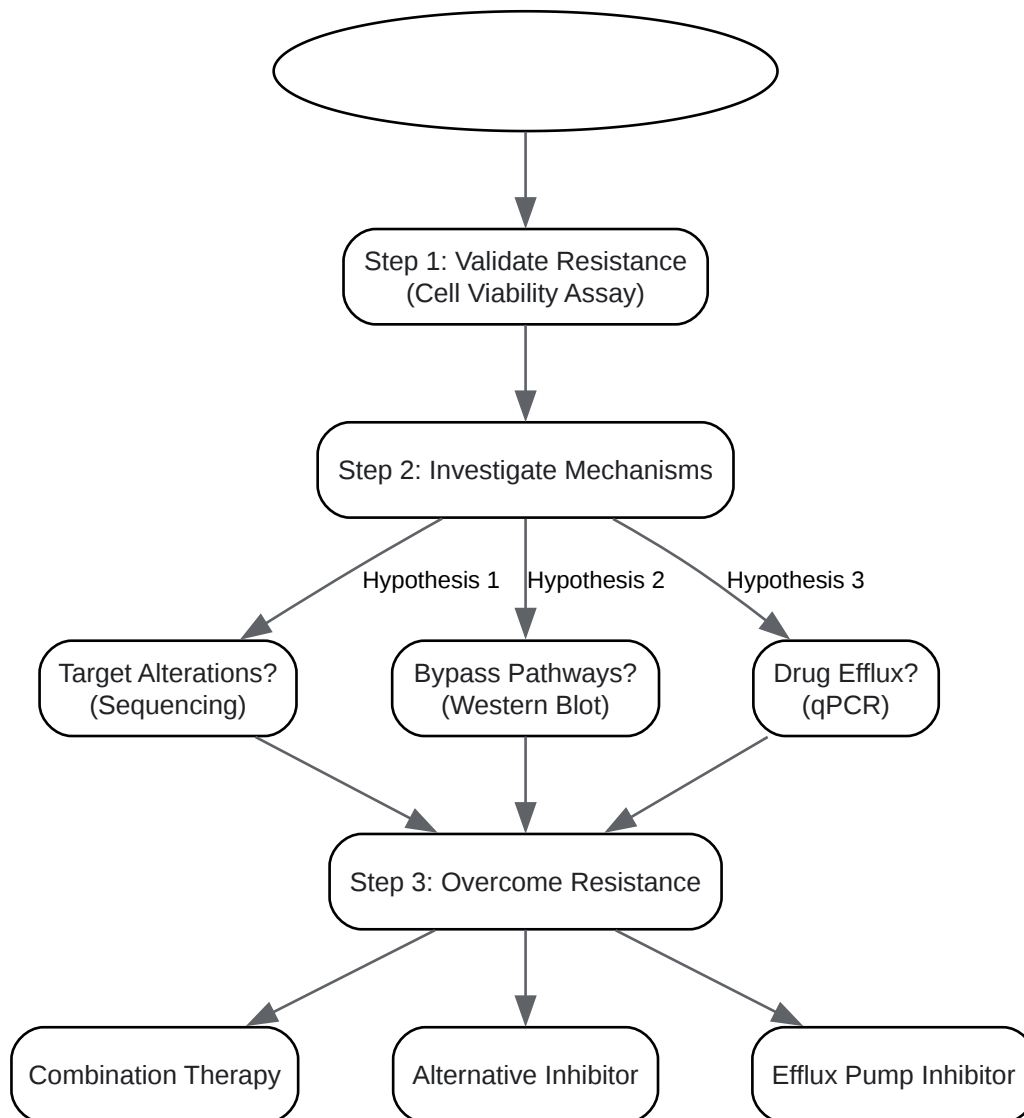 Step 1: Validate Resistance
(Cell Viability Assay)
Step 2: Investigate Mechanisms
Hypothesis 1
Hypothesis 2
Hypothesis 3
Target Alterations?
(Sequencing)
Bypass Pathways?
(Western Blot)
Drug Efflux?
(qPCR)
Step 3: Overcome Resistance
Combination Therapy
Alternative Inhibitor
Efflux Pump Inhibitor